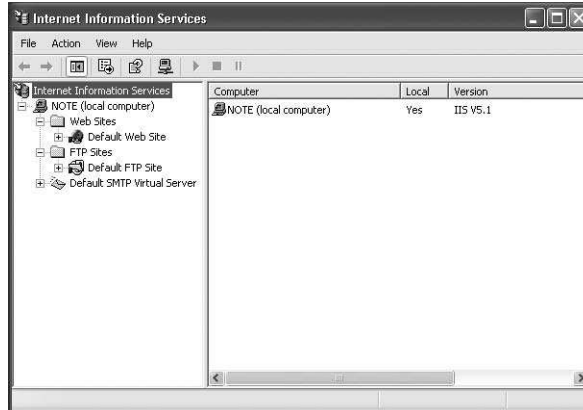 Internet Information Services
File Action View Help
Internet Information Services
NOTE (local computer)
Web Sites
Default Web Site
FTP Sites
Default FTP Site
Default SMTP Virtual Server
Computer Local Version
NOTE (local computer) Yes IIS V5.1